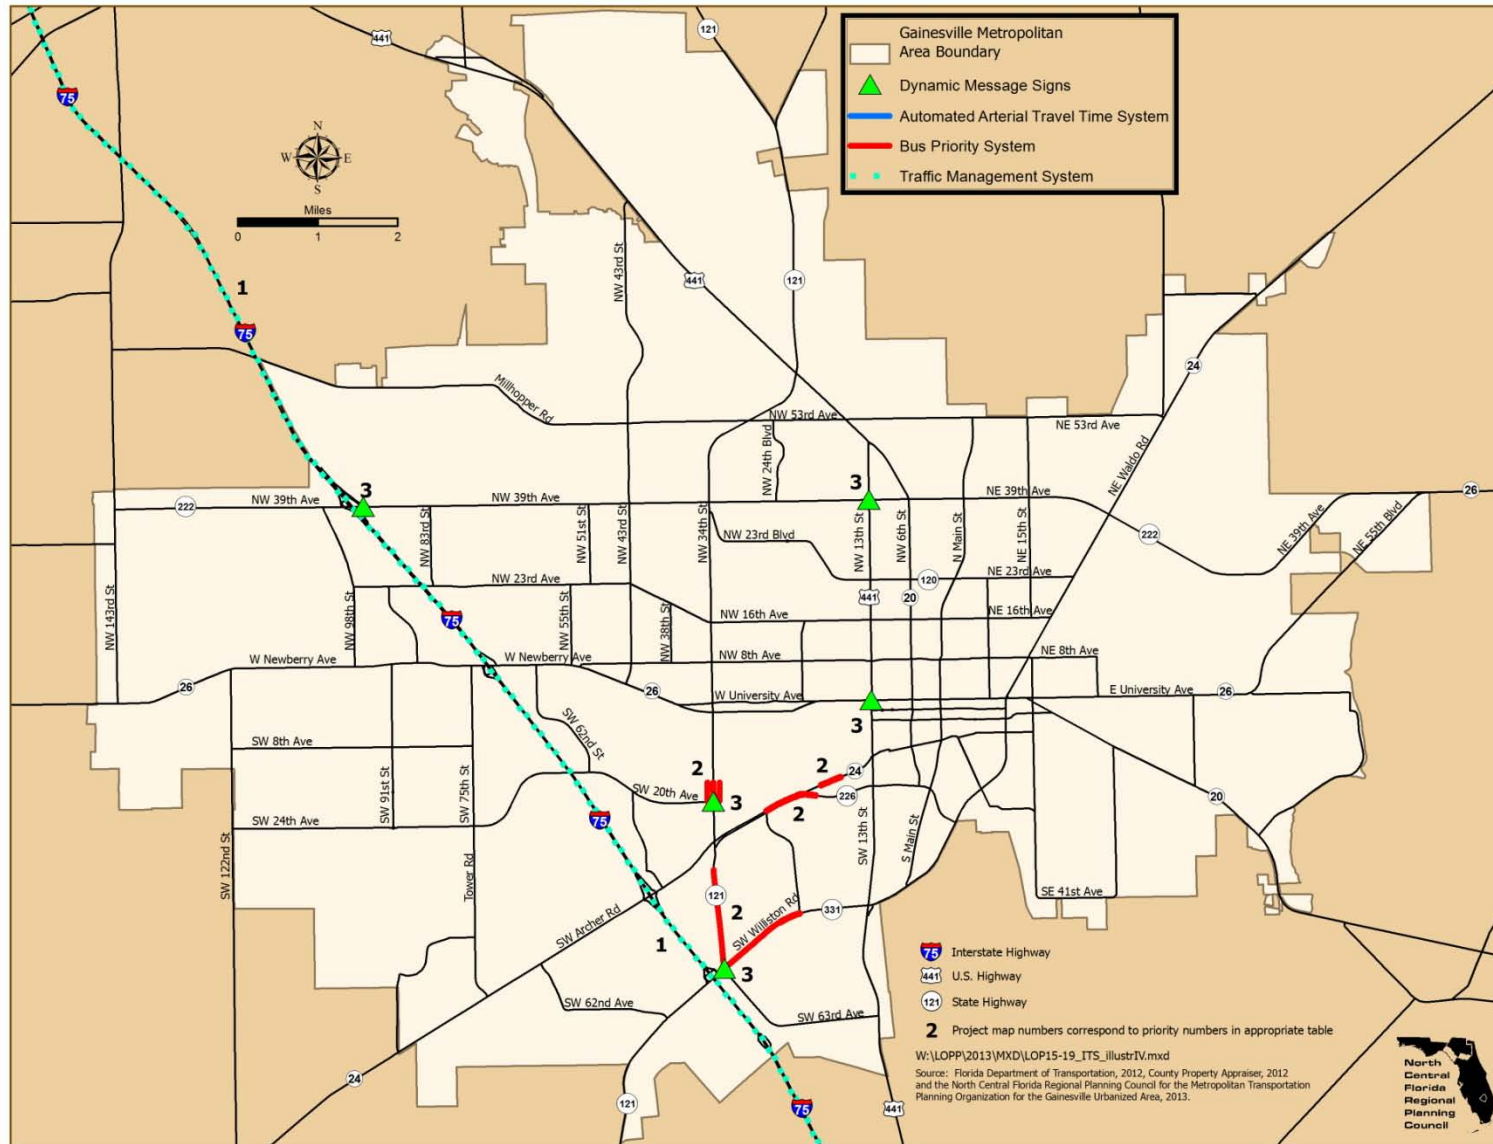 441
121
75
N
W E
S
Miles
0 1 2
Gainesville Metropolitan
Area Boundary
Dynamic Message Signs
Automated Arterial Travel Time System
Bus Priority System
Traffic Management System
1
75
NW 43rd St
441
121
24
Millhopper Rd
NW 53rd Ave
NE 53rd Ave
NW 24th Blvd
NE Waldo Rd
3
3
222
NW 39th Ave
NW 39th Ave
NE 39th Ave
26
NW 83rd St
NW 51st St
NW 43rd St
NW 34th St
NW 23rd Blvd
NW 13th St
NW 6th St
N Main St
NE 15th St
222
NE 39th Ave
NE 55th Blvd
NW 143rd St
NW 98th St
NW 23rd Ave
120
NE 23rd Ave
441
20
75
NW 55th St
NW 38th St
NW 16th Ave
NE 16th Ave
W Newberry Ave
W Newberry Ave
NW 8th Ave
NE 8th Ave
26
26
W University Ave
E University Ave
26
3
SW 62nd St
SW 8th Ave
SW 91st St
SW 75th St
2
2
24
SW 20th Ave
3
226
2
20
SW 24th Ave
75
SW 122nd St
Tower Rd
SW 13th St
S Main St
121
2
SW Williston Rd
331
SE 41st Ave
SW Archer Rd
1
3
SW 62nd Ave
SW 63rd Ave
24
121
75
441
75 Interstate Highway
441 U.S. Highway
121 State Highway
2 Project map numbers correspond to priority numbers in appropriate table
W:\LOPP\2013\MXD\LOP15-19_ITS_illustrIV.mxd
Source: Florida Department of Transportation, 2012, County Property Appraiser, 2012
and the North Central Florida Regional Planning Council for the Metropolitan Transportation
Planning Organization for the Gainesville Urbanized Area, 2013.
North
Central
Florida
Regional
Planning
Council